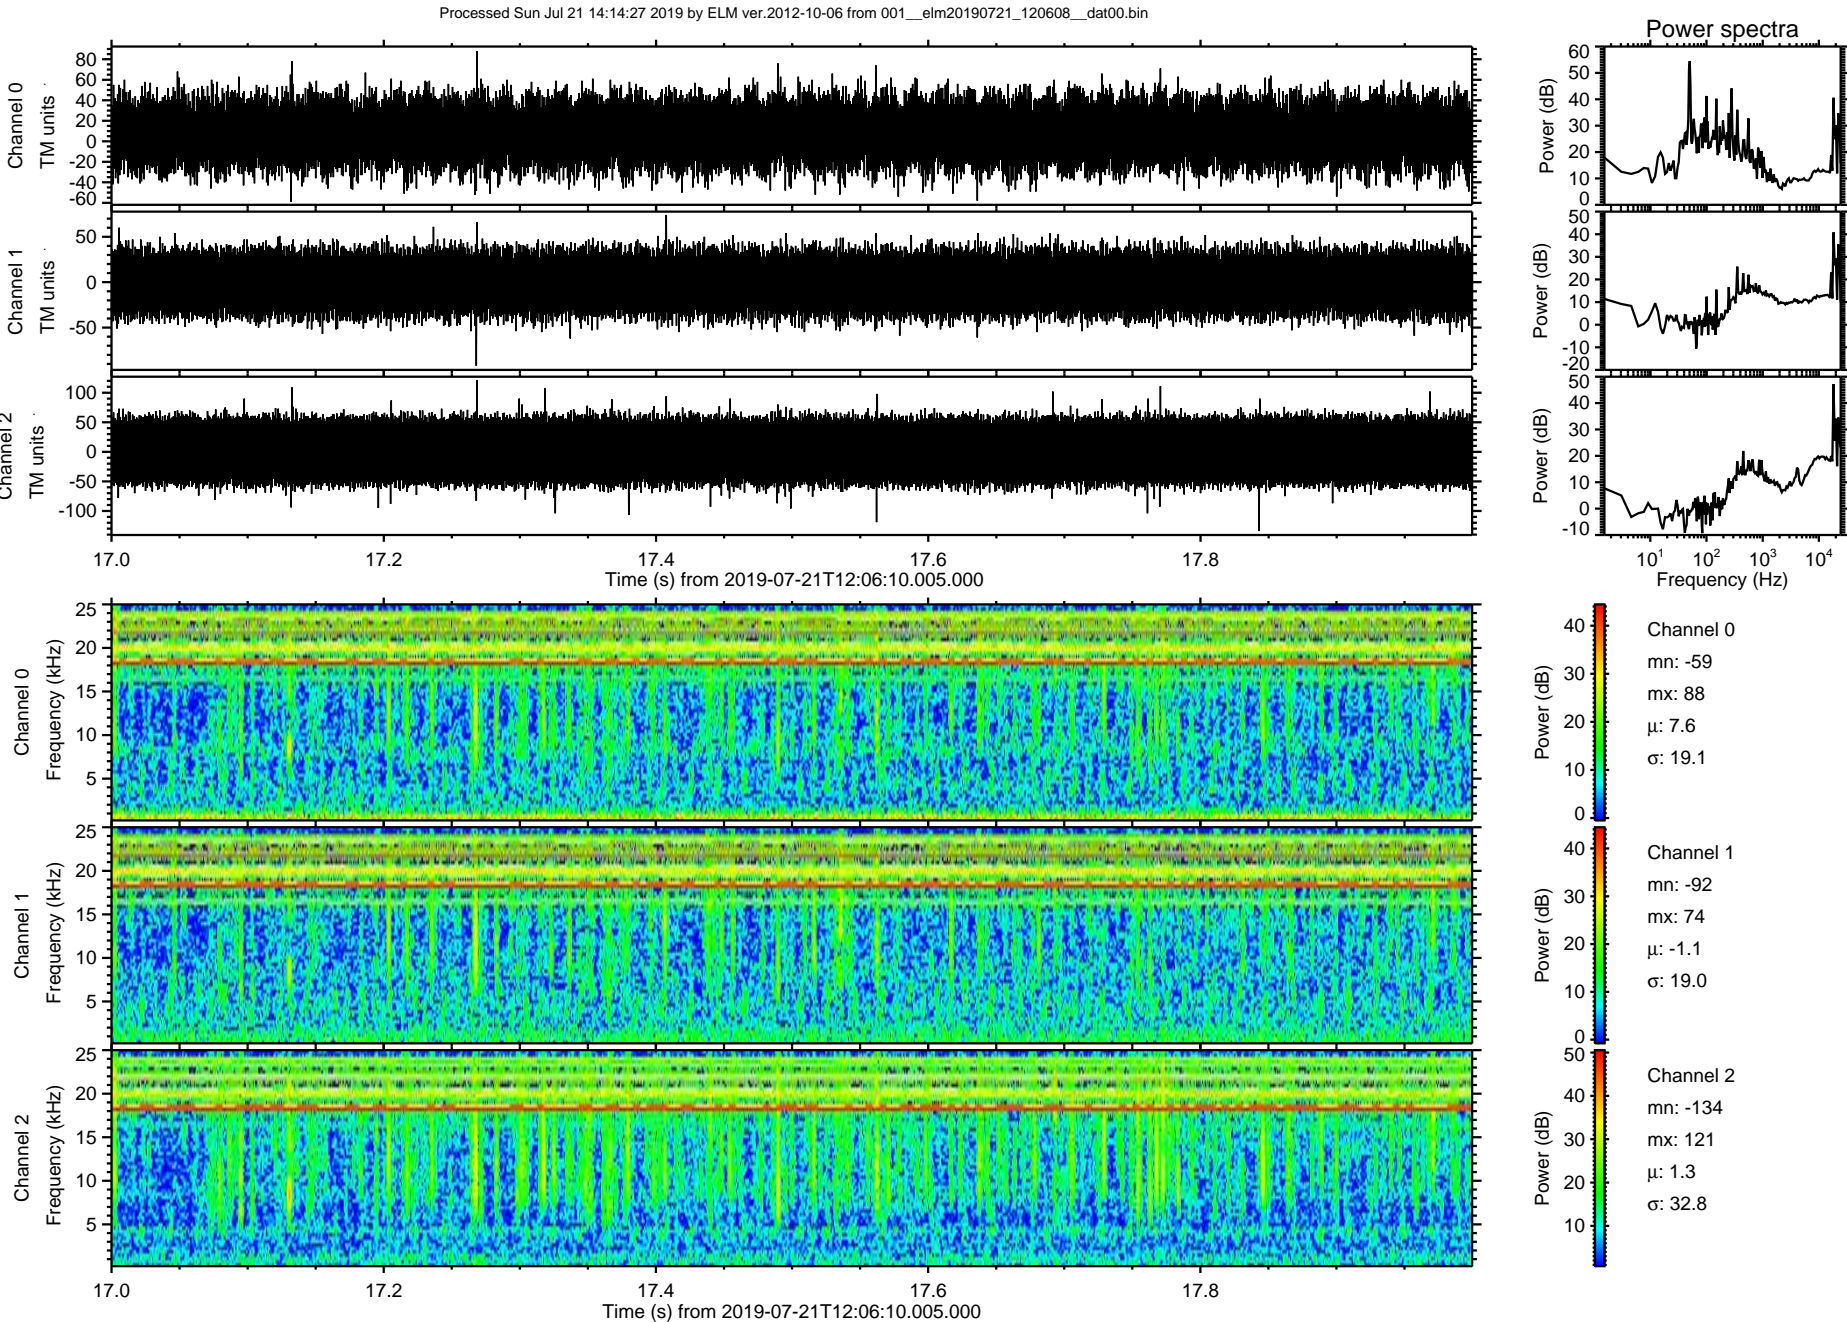 Processed Sun Jul 21 14:14:27 2019 by ELM ver.2012-10-06 from 001__elm20190721_120608__dat00.bin
Power spectra
Channel 0
TM units
80
60
40
20
0
-20
-40
-60
Power (dB)
60
50
40
30
20
10
0
Channel 1
TM units
50
0
-50
Power (dB)
50
40
30
20
10
0
-10
-20
Channel 2
TM units
100
50
0
-50
-100
Power (dB)
50
40
30
20
10
0
-10
17.0 17.2 17.4 17.6 17.8
Time (s) from 2019-07-21T12:06:10.005.000
10^1 10^2 10^3 10^4
Frequency (Hz)
Channel 0
Frequency (kHz)
25
20
15
10
5
Power (dB)
40
30
20
10
0
Channel 0
mn: -59
mx: 88
μ: 7.6
σ: 19.1
Channel 1
Frequency (kHz)
25
20
15
10
5
Power (dB)
40
30
20
10
0
Channel 1
mn: -92
mx: 74
μ: -1.1
σ: 19.0
Channel 2
Frequency (kHz)
25
20
15
10
5
Power (dB)
50
40
30
20
10
Channel 2
mn: -134
mx: 121
μ: 1.3
σ: 32.8
17.0 17.2 17.4 17.6 17.8
Time (s) from 2019-07-21T12:06:10.005.000